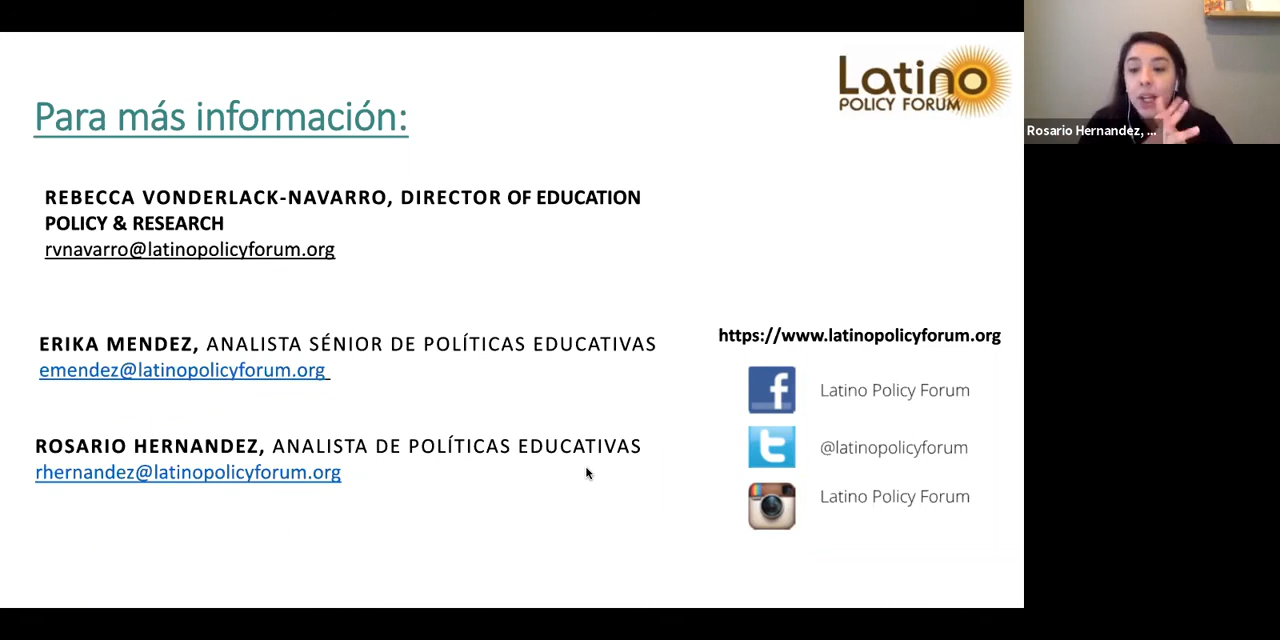 Para más información:
Latino
POLICY FORUM
Rosario Hernandez, ...
REBECCA VONDERLACK-NAVARRO, DIRECTOR OF EDUCATION
POLICY & RESEARCH
rvnavarro@latinopolicyforum.org
ERIKA MENDEZ, ANALISTA SÉNIOR DE POLÍTICAS EDUCATIVAS
emendez@latinopolicyforum.org
ROSARIO HERNANDEZ, ANALISTA DE POLÍTICAS EDUCATIVAS
rhernandez@latinopolicyforum.org
https://www.latinopolicyforum.org
Latino Policy Forum
@latinopolicyforum
Latino Policy Forum